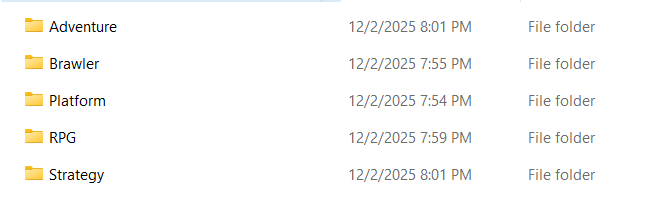 Adventure 12/2/2025 8:01 PM File folder
Brawler 12/2/2025 7:55 PM File folder
Platform 12/2/2025 7:54 PM File folder
RPG 12/2/2025 7:59 PM File folder
Strategy 12/2/2025 8:01 PM File folder